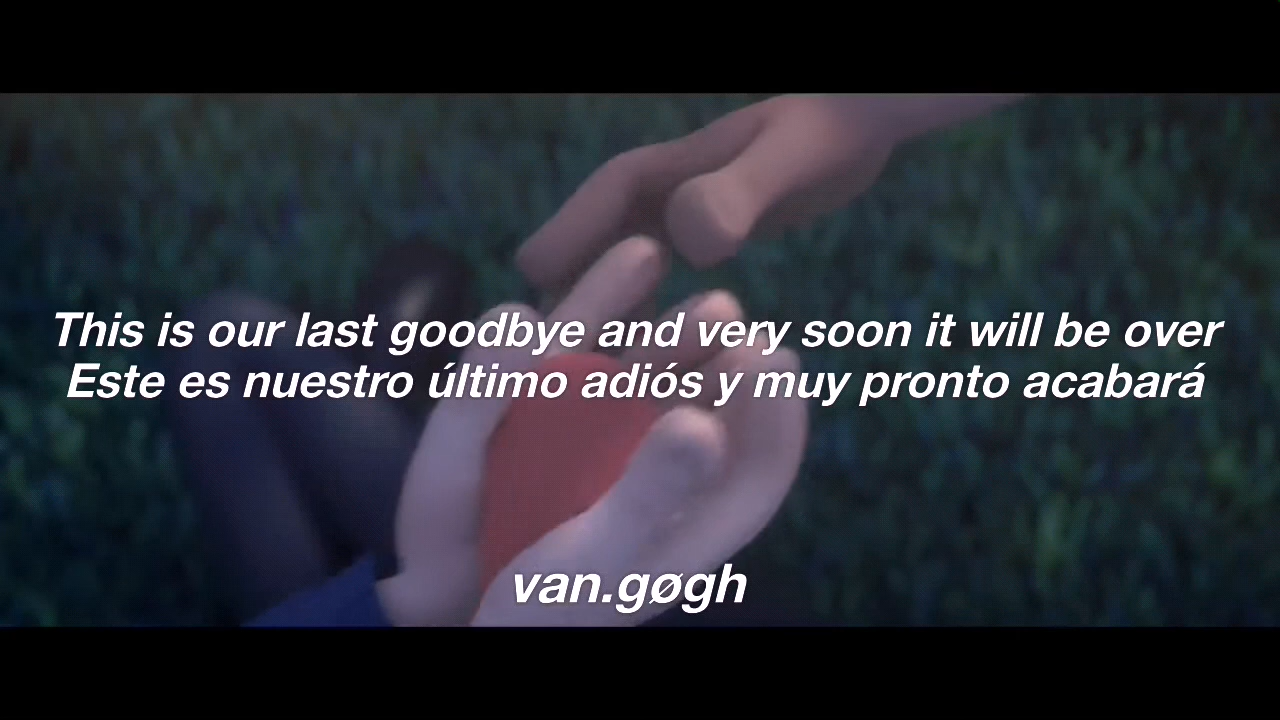 This is our last goodbye and very soon it will be over
Este es nuestro último adiós y muy pronto acabará
van.gøgh